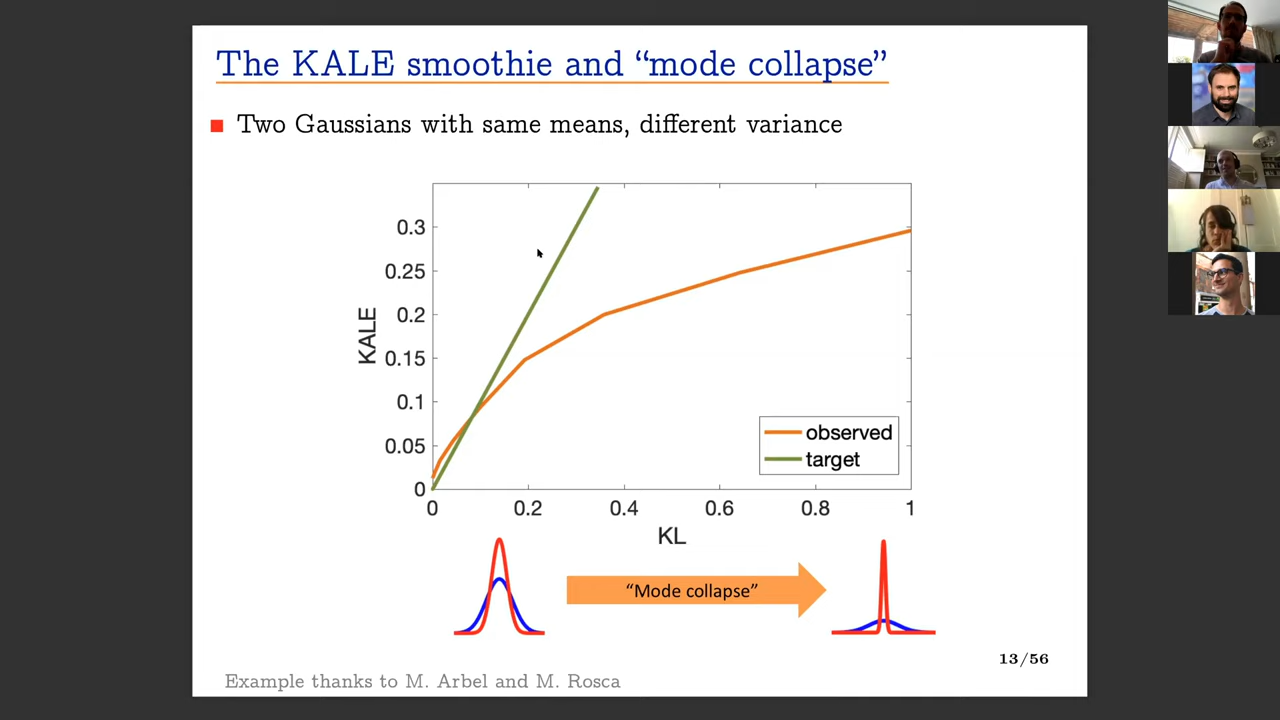 The KALE smoothie and “mode collapse”
Two Gaussians with same means, different variance
KALE
0.3
0.25
0.2
0.15
0.1
0.05
0
0
0.2
0.4
0.6
0.8
1
KL
observed
target
“Mode collapse”
13/56
Example thanks to M. Arbel and M. Rosca